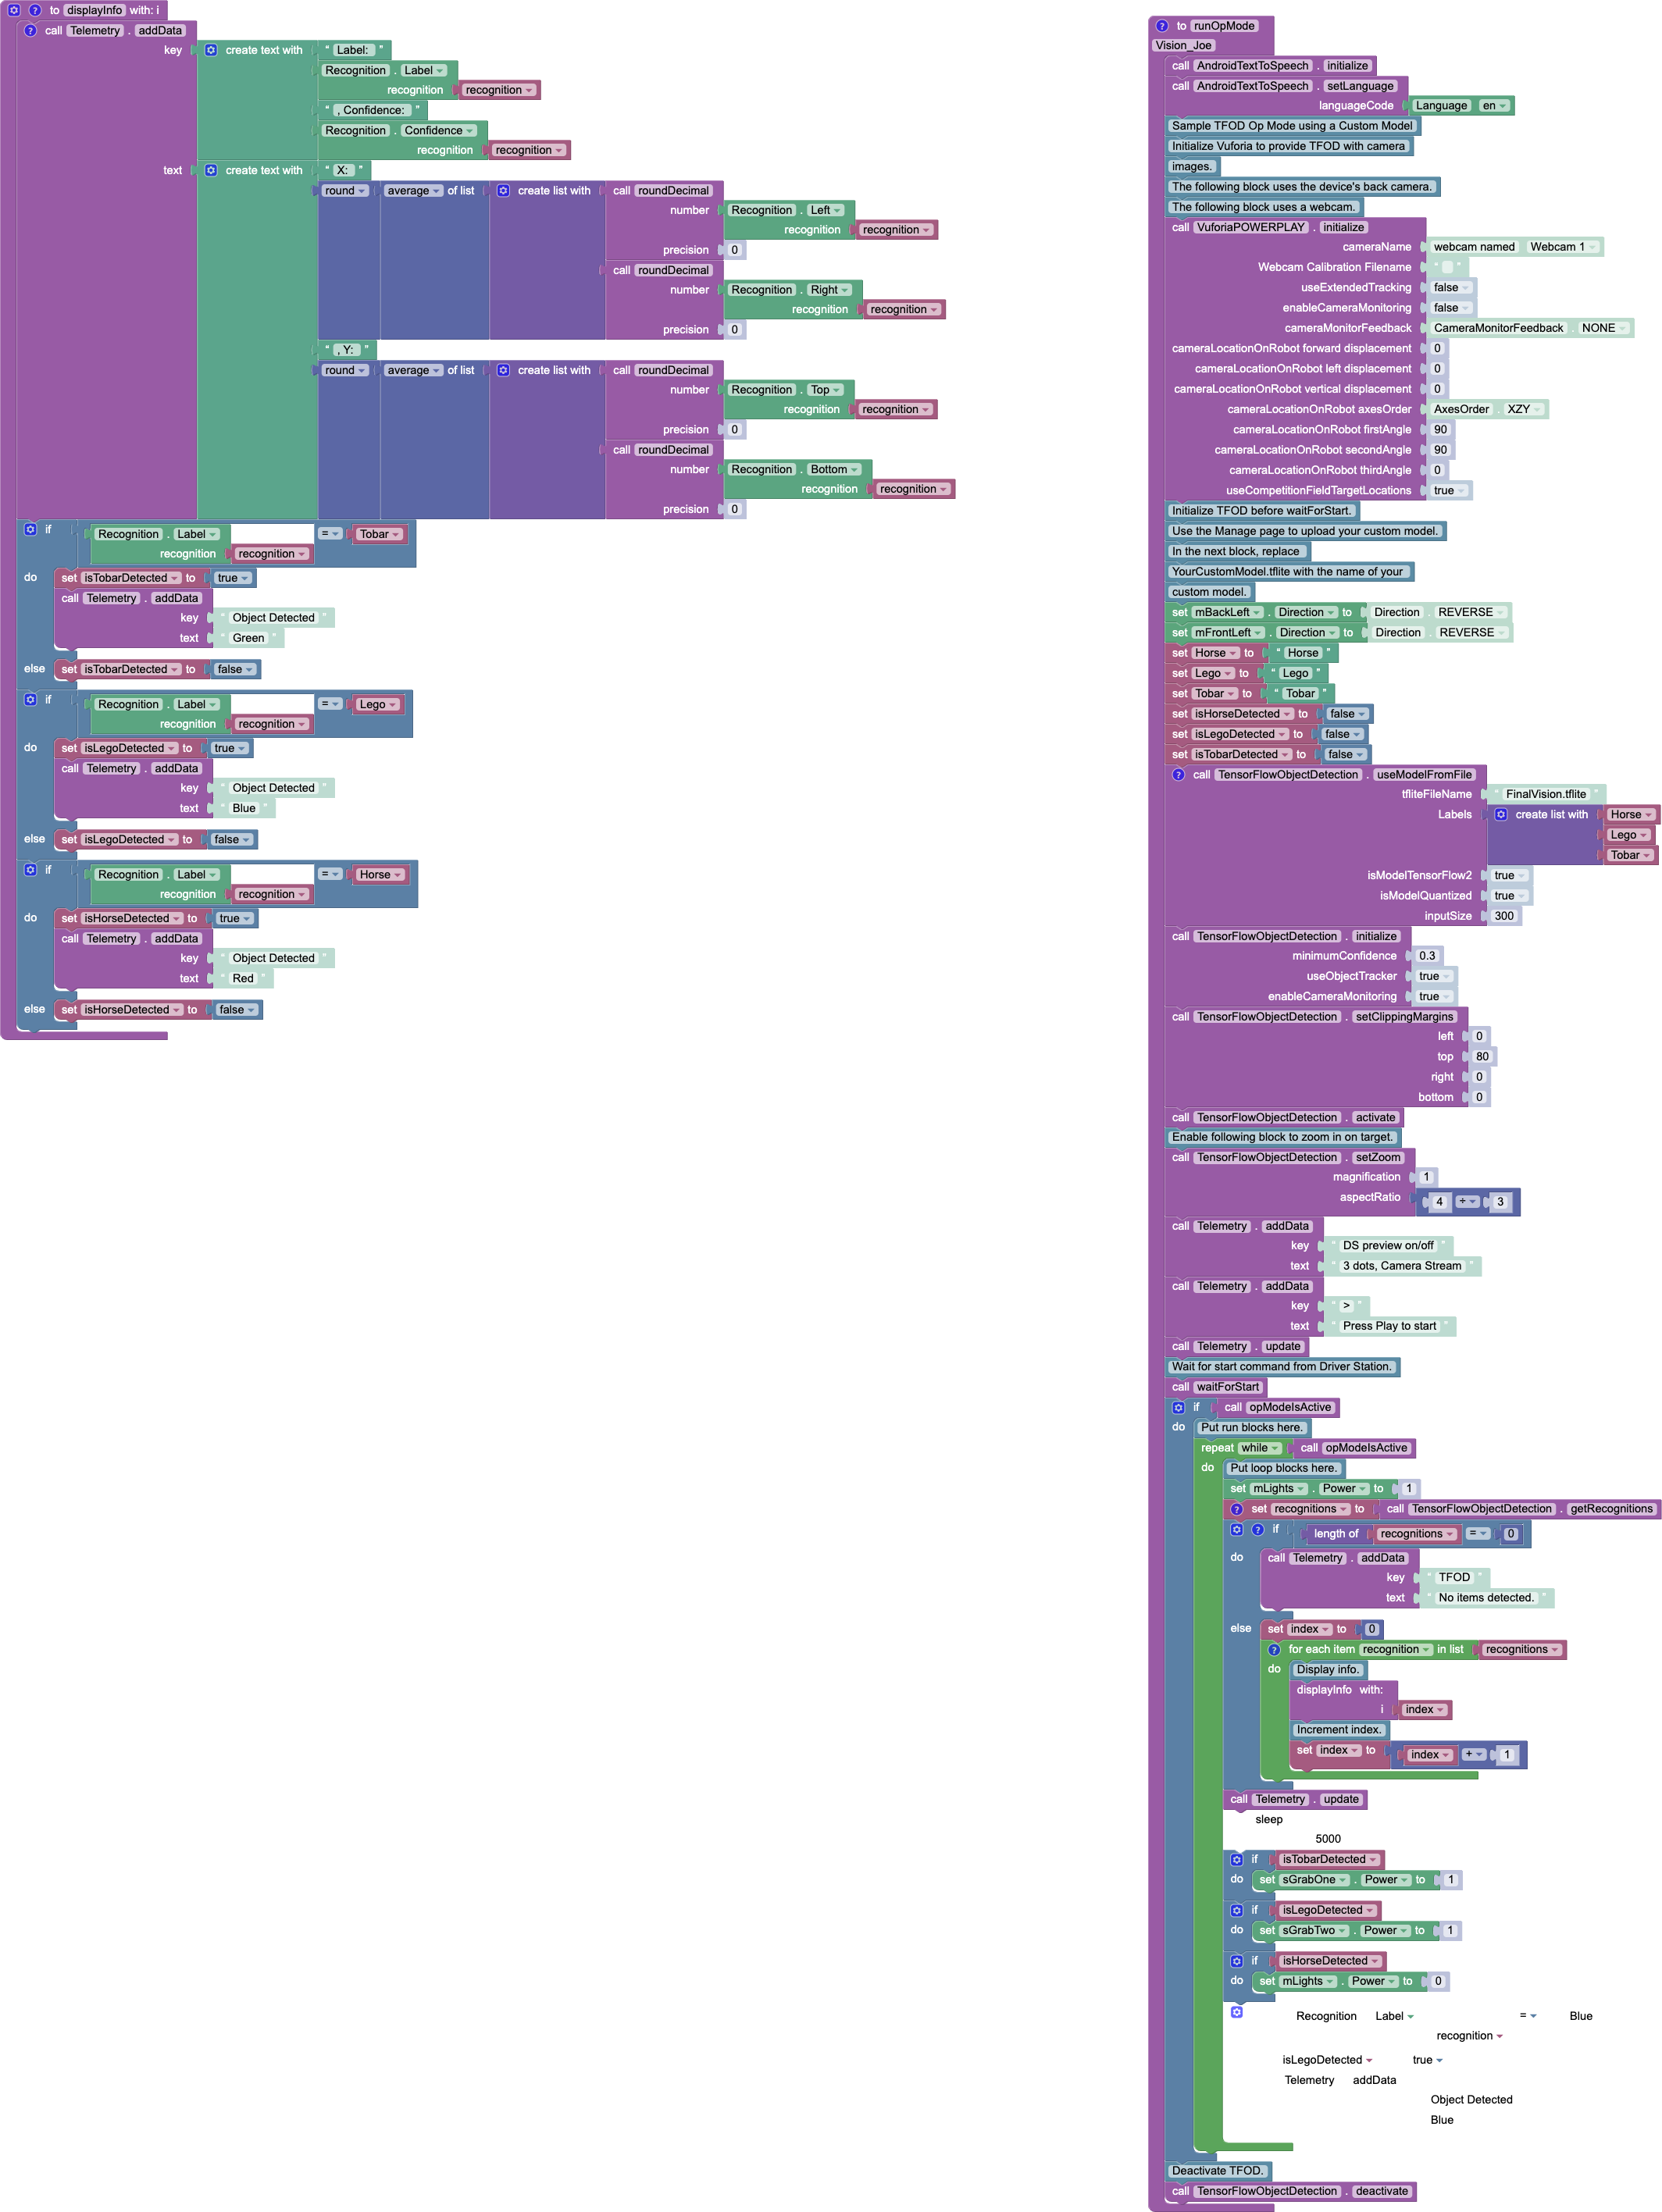 to displayInfo with: i
call Telemetry . addData
key create text with “ Label: ”
Recognition . Label
recognition recognition
“ , Confidence: ”
Recognition . Confidence
recognition recognition
text create text with “ X: ”
round average of list create list with call roundDecimal
number Recognition . Left
recognition recognition
precision 0
call roundDecimal
number Recognition . Right
recognition recognition
precision 0
“ , Y: ”
round average of list create list with call roundDecimal
number Recognition . Top
recognition recognition
precision 0
call roundDecimal
number Recognition . Bottom
recognition recognition
precision 0
if Recognition . Label = Tobar
recognition recognition
do set isTobarDetected to true
call Telemetry . addData
key “ Object Detected ”
text “ Green ”
else set isTobarDetected to false
if Recognition . Label = Lego
recognition recognition
do set isLegoDetected to true
call Telemetry . addData
key “ Object Detected ”
text “ Blue ”
else set isLegoDetected to false
if Recognition . Label = Horse
recognition recognition
do set isHorseDetected to true
call Telemetry . addData
key “ Object Detected ”
text “ Red ”
else set isHorseDetected to false
to runOpMode
Vision_Joe
call AndroidTextToSpeech . initialize
call AndroidTextToSpeech . setLanguage
languageCode Language en
Sample TFOD Op Mode using a Custom Model
Initialize Vuforia to provide TFOD with camera
images.
The following block uses the device's back camera.
The following block uses a webcam.
call VuforiaPOWERPLAY . initialize
cameraName webcam named Webcam 1
Webcam Calibration Filename “ ”
useExtendedTracking false
enableCameraMonitoring false
cameraMonitorFeedback CameraMonitorFeedback . NONE
cameraLocationOnRobot forward displacement 0
cameraLocationOnRobot left displacement 0
cameraLocationOnRobot vertical displacement 0
cameraLocationOnRobot axesOrder AxesOrder . XZY
cameraLocationOnRobot firstAngle 90
cameraLocationOnRobot secondAngle 90
cameraLocationOnRobot thirdAngle 0
useCompetitionFieldTargetLocations true
Initialize TFOD before waitForStart.
Use the Manage page to upload your custom model.
In the next block, replace
YourCustomModel.tflite with the name of your
custom model.
set mBackLeft . Direction to Direction . REVERSE
set mFrontLeft . Direction to Direction . REVERSE
set Horse to “ Horse ”
set Lego to “ Lego ”
set Tobar to “ Tobar ”
set isHorseDetected to false
set isLegoDetected to false
set isTobarDetected to false
call TensorFlowObjectDetection . useModelFromFile
tfliteFileName “ FinalVision.tflite ”
Labels create list with Horse
Lego
Tobar
isModelTensorFlow2 true
isModelQuantized true
inputSize 300
call TensorFlowObjectDetection . initialize
minimumConfidence 0.3
useObjectTracker true
enableCameraMonitoring true
call TensorFlowObjectDetection . setClippingMargins
left 0
top 80
right 0
bottom 0
call TensorFlowObjectDetection . activate
Enable following block to zoom in on target.
call TensorFlowObjectDetection . setZoom
magnification 1
aspectRatio 4 ÷ 3
call Telemetry . addData
key “ DS preview on/off ”
text “ 3 dots, Camera Stream ”
call Telemetry . addData
key “ > ”
text “ Press Play to start ”
call Telemetry . update
Wait for start command from Driver Station.
call waitForStart
if call opModeIsActive
do Put run blocks here.
repeat while call opModeIsActive
do Put loop blocks here.
set mLights . Power to 1
set recognitions to call TensorFlowObjectDetection . getRecognitions
if length of recognitions = 0
do call Telemetry . addData
key “ TFOD ”
text “ No items detected. ”
else set index to 0
for each item recognition in list recognitions
do Display info.
displayInfo with:
i index
Increment index.
set index to index + 1
call Telemetry . update
sleep
5000
if isTobarDetected
do set sGrabOne . Power to 1
if isLegoDetected
do set sGrabTwo . Power to 1
if isHorseDetected
do set mLights . Power to 0
Recognition Label = Blue
recognition
isLegoDetected true
Telemetry addData
Object Detected
Blue
Deactivate TFOD.
call TensorFlowObjectDetection . deactivate